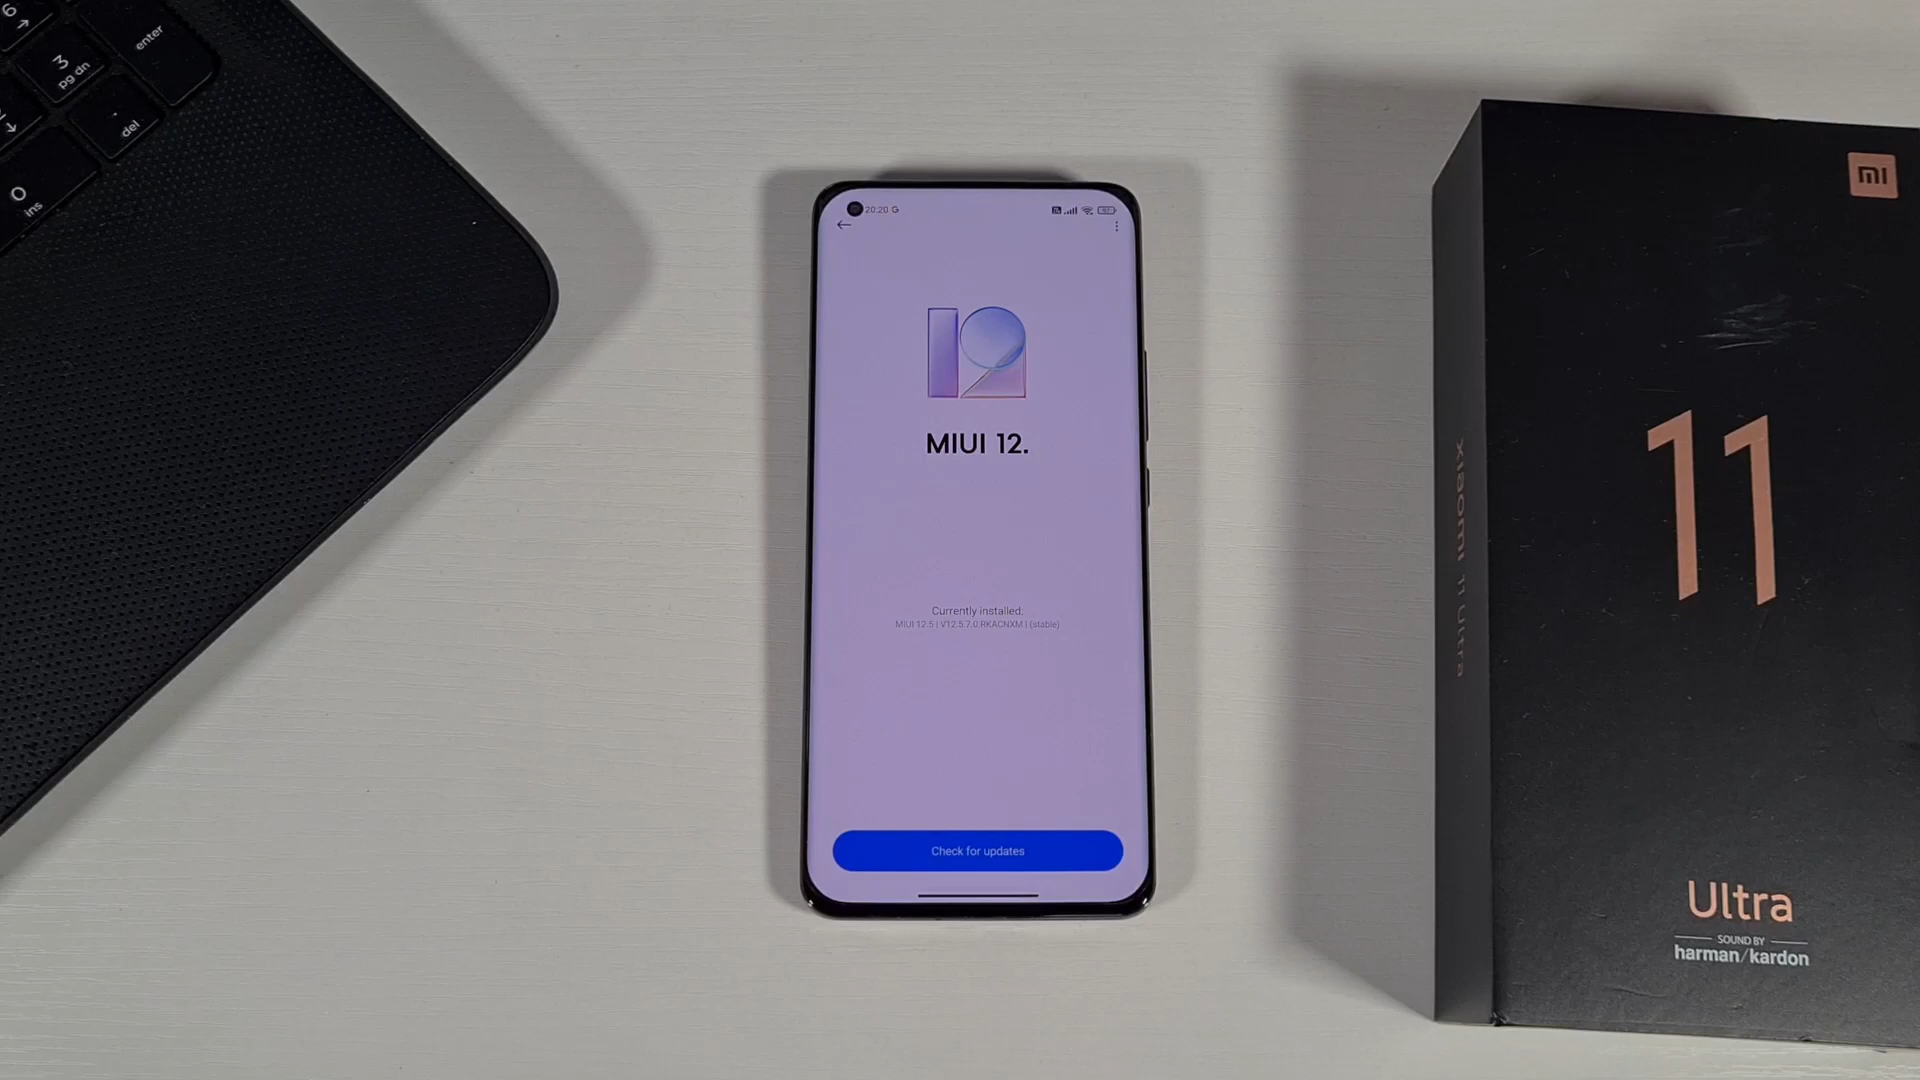 6
3
pg dn
enter
.
del
0
ins
20:20 G
12
MIUI 12.
Currently installed:
MIUI 12.5 | V12.5.7.0.RKACNXM | (stable)
Check for updates
mi
Xiaomi 11 Ultra
11
Ultra
SOUND BY
harman/kardon